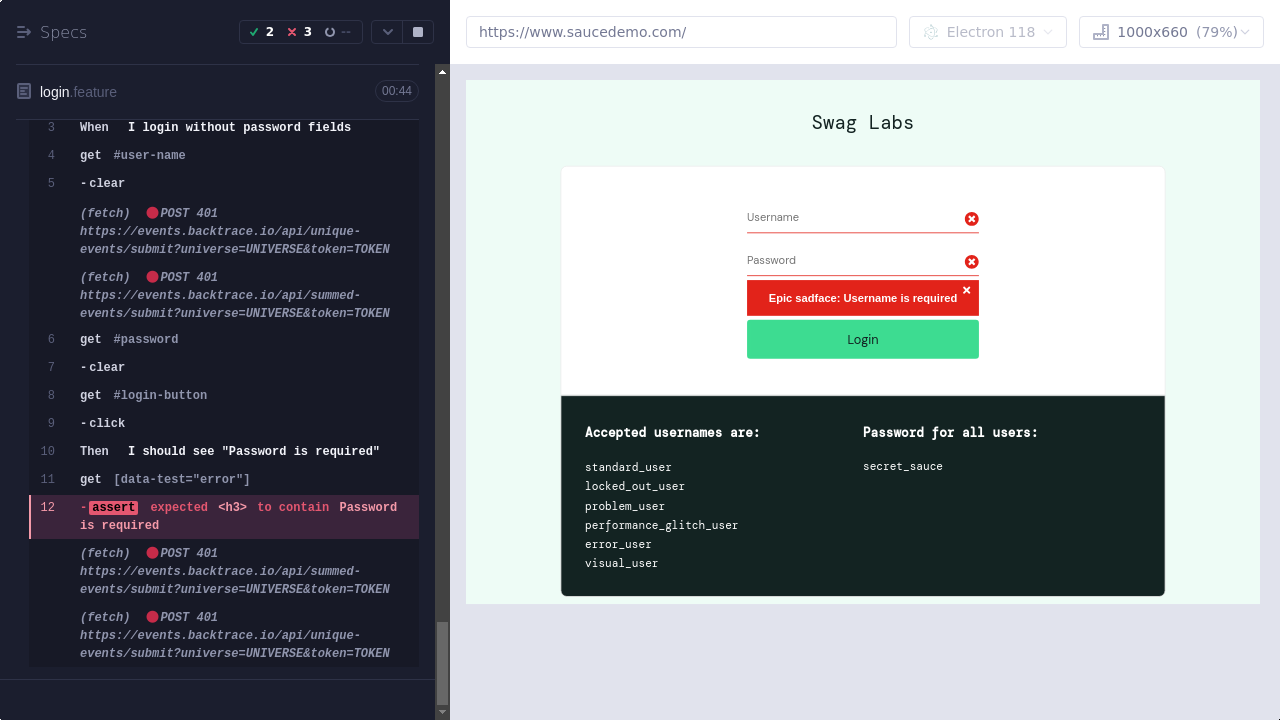 Specs
2 3 --
login.feature 00:44
3 When I login without password fields
4 get #user-name
5 -clear
(fetch) POST 401
https://events.backtrace.io/api/unique-
events/submit?universe=UNIVERSE&token=TOKEN
(fetch) POST 401
https://events.backtrace.io/api/summed-
events/submit?universe=UNIVERSE&token=TOKEN
6 get #password
7 -clear
8 get #login-button
9 -click
10 Then I should see "Password is required"
11 get [data-test="error"]
12 -assert expected <h3> to contain Password
is required
(fetch) POST 401
https://events.backtrace.io/api/summed-
events/submit?universe=UNIVERSE&token=TOKEN
(fetch) POST 401
https://events.backtrace.io/api/unique-
events/submit?universe=UNIVERSE&token=TOKEN
https://www.saucedemo.com/
Electron 118
1000x660 (79%)
Swag Labs
Username
Password
Epic sadface: Username is required
Login
Accepted usernames are:
standard_user
locked_out_user
problem_user
performance_glitch_user
error_user
visual_user
Password for all users:
secret_sauce